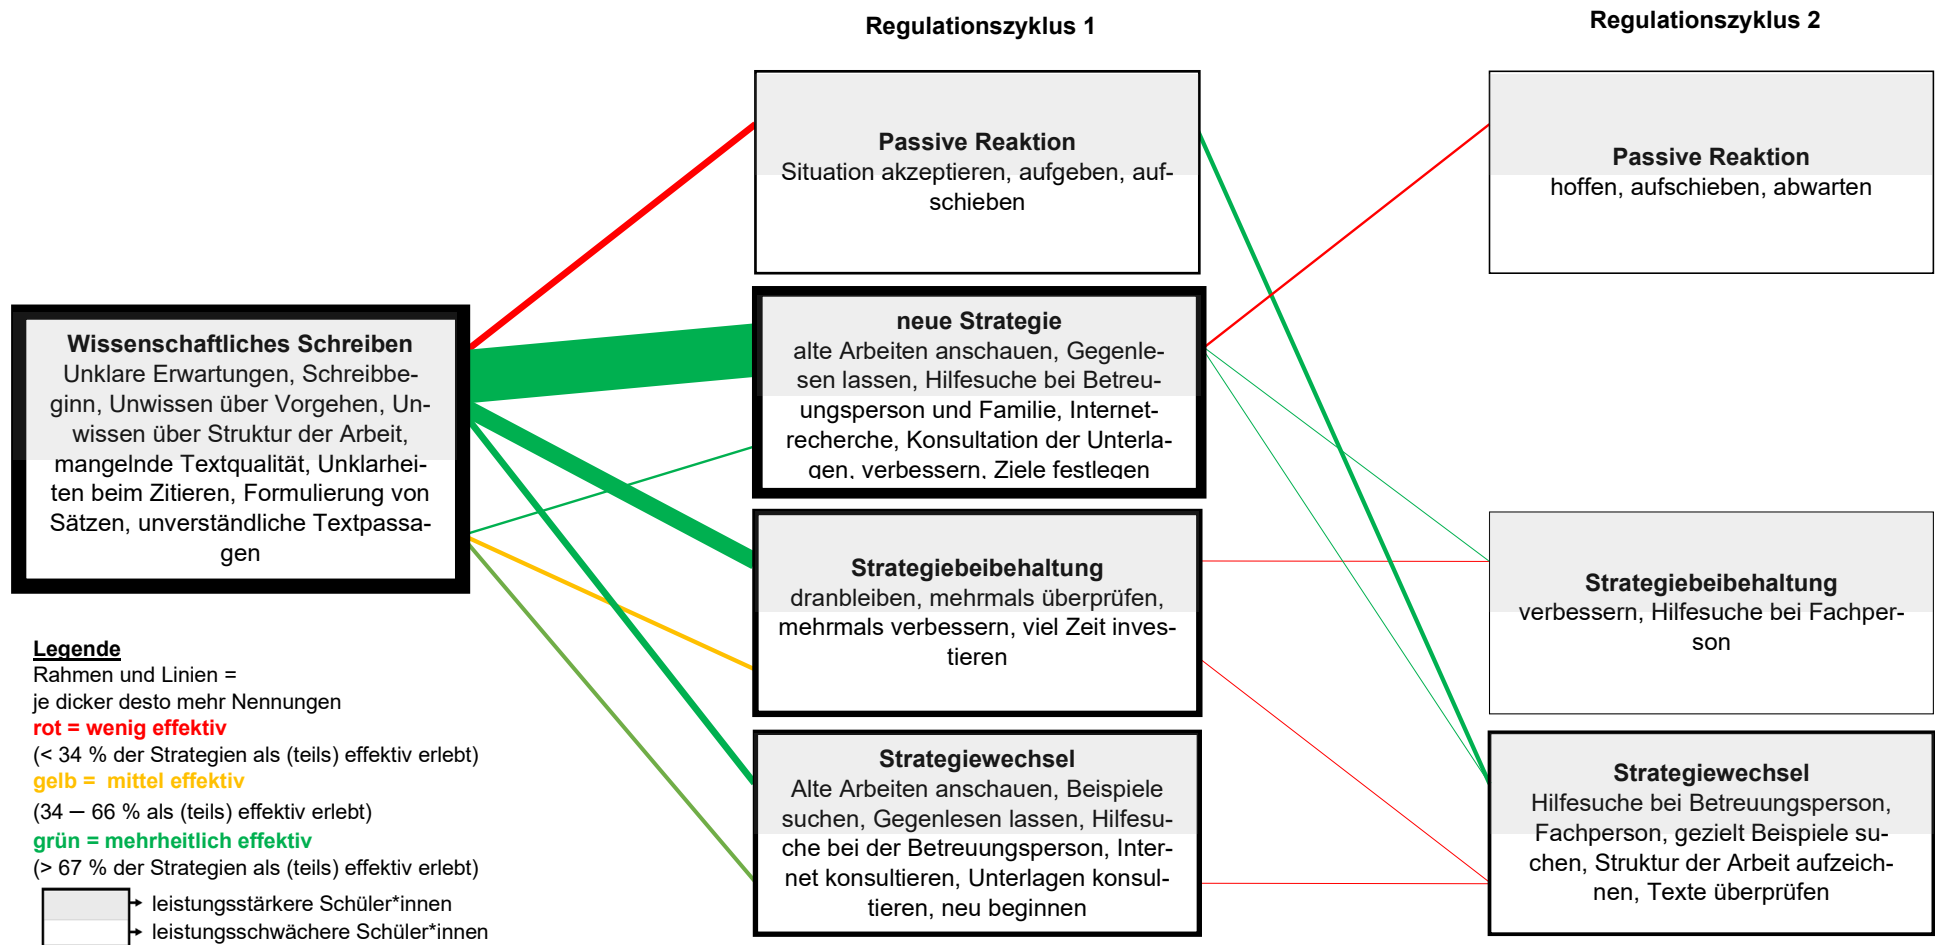 Regulationszyklus 1
Regulationszyklus 2
Passive Reaktion
Situation akzeptieren, aufgeben, auf-
schieben
Passive Reaktion
hoffen, aufschieben, abwarten
Wissenschaftliches Schreiben
Unklare Erwartungen, Schreibbe-
ginn, Unwissen über Vorgehen, Un-
wissen über Struktur der Arbeit,
mangelnde Textqualität, Unklarhei-
ten beim Zitieren, Formulierung von
Sätzen, unverständliche Textpassa-
gen
neue Strategie
alte Arbeiten anschauen, Gegenle-
sen lassen, Hilfesuche bei Betreu-
ungsperson und Familie, Internet-
recherche, Konsultation der Unterla-
gen, verbessern, Ziele festlegen
Strategiebeibehaltung
dranbleiben, mehrmals überprüfen,
mehrmals verbessern, viel Zeit inves-
tieren
Strategiebeibehaltung
verbessern, Hilfesuche bei Fachper-
son
Strategiewechsel
Alte Arbeiten anschauen, Beispiele
suchen, Gegenlesen lassen, Hilfesu-
che bei der Betreuungsperson, Inter-
net konsultieren, Unterlagen konsul-
tieren, neu beginnen
Strategiewechsel
Hilfesuche bei Betreuungsperson,
Fachperson, gezielt Beispiele su-
chen, Struktur der Arbeit aufzeich-
nen, Texte überprüfen
Legende
Rahmen und Linien =
je dicker desto mehr Nennungen
rot = wenig effektiv
(< 34 % der Strategien als (teils) effektiv erlebt)
gelb = mittel effektiv
(34 – 66 % als (teils) effektiv erlebt)
grün = mehrheitlich effektiv
(> 67 % der Strategien als (teils) effektiv erlebt)
leistungsstärkere Schüler*innen
leistungsschwächere Schüler*innen